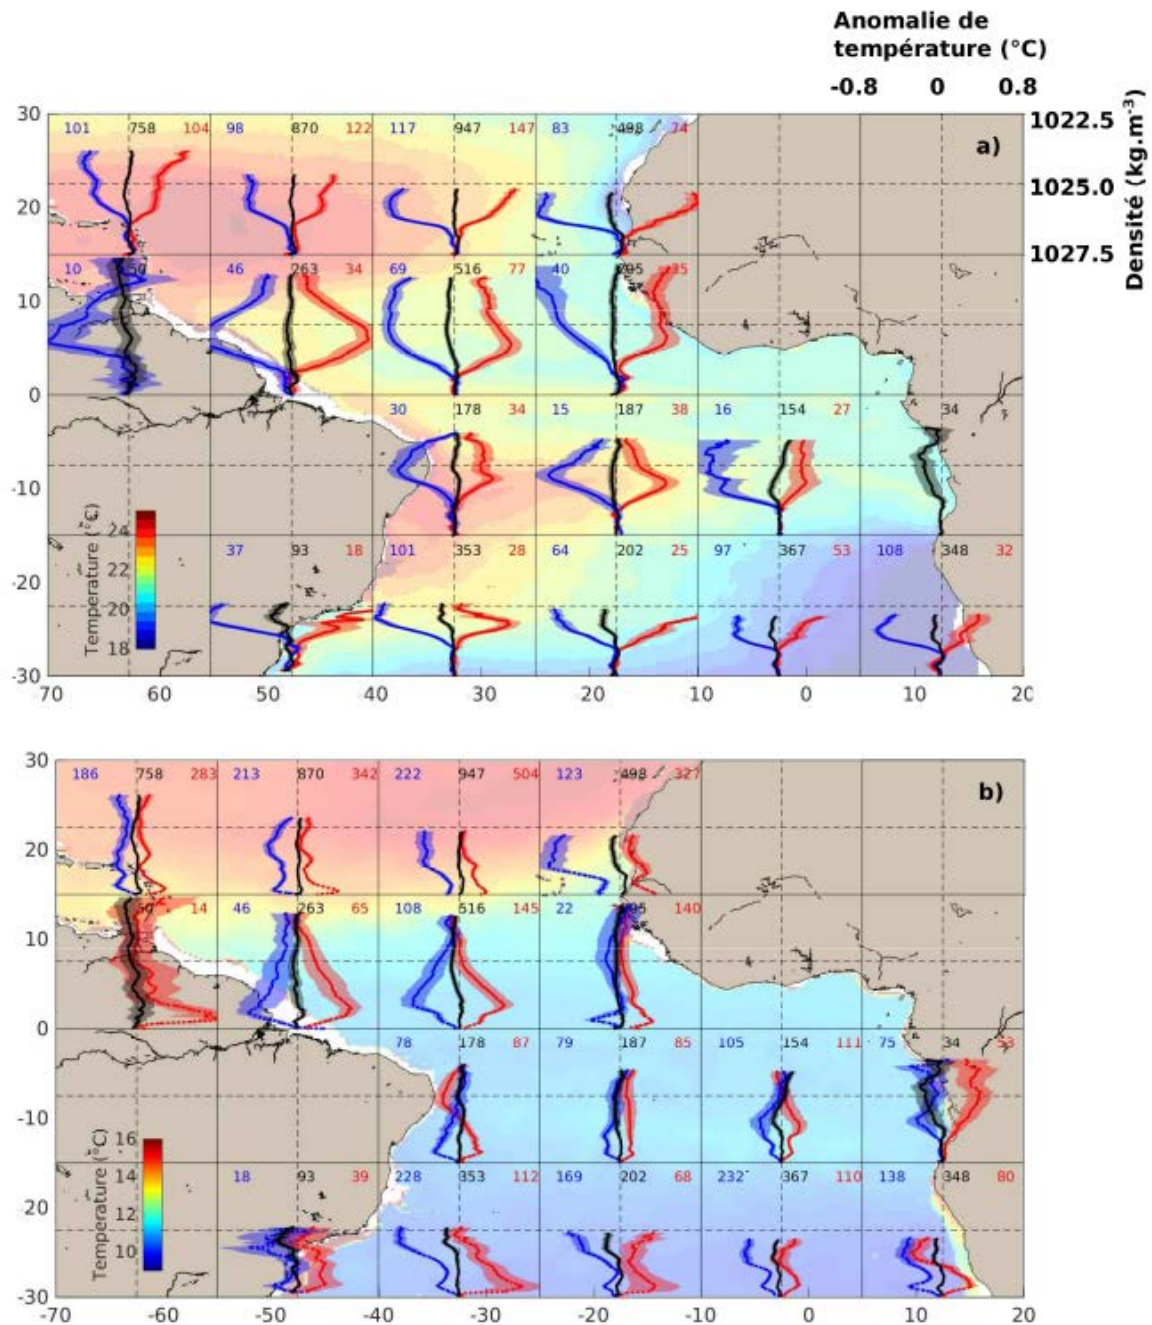 Anomalie de
température (°C)
-0.8 0 0.8
30 101 758 104 98 870 122 117 947 147 83 498 74 a) 1022.5
20 1025.0
1027.5
Densité (kg.m-3)
10 50 46 263 34 69 516 77 40 35
10
0
30 178 34 15 187 38 16 154 27 34
-10
Temperature (°C)
24
22
20
18
37 93 18 101 353 28 64 202 25 97 367 53 108 348 32
-20
-30
70 60 -50 40 30 20 10 0 10 20
30 186 758 283 213 870 342 222 947 504 123 498 327 b)
20
50 14 46 263 65 108 516 145 22 140
10
0
78 178 87 79 187 85 105 154 111 75 34 53
-10
Temperature (°C)
16
14
12
10
18 93 39 228 353 112 169 202 68 232 367 110 138 348 80
-20
-30
-70 -60 -50 -40 -30 -20 -10 0 10 20